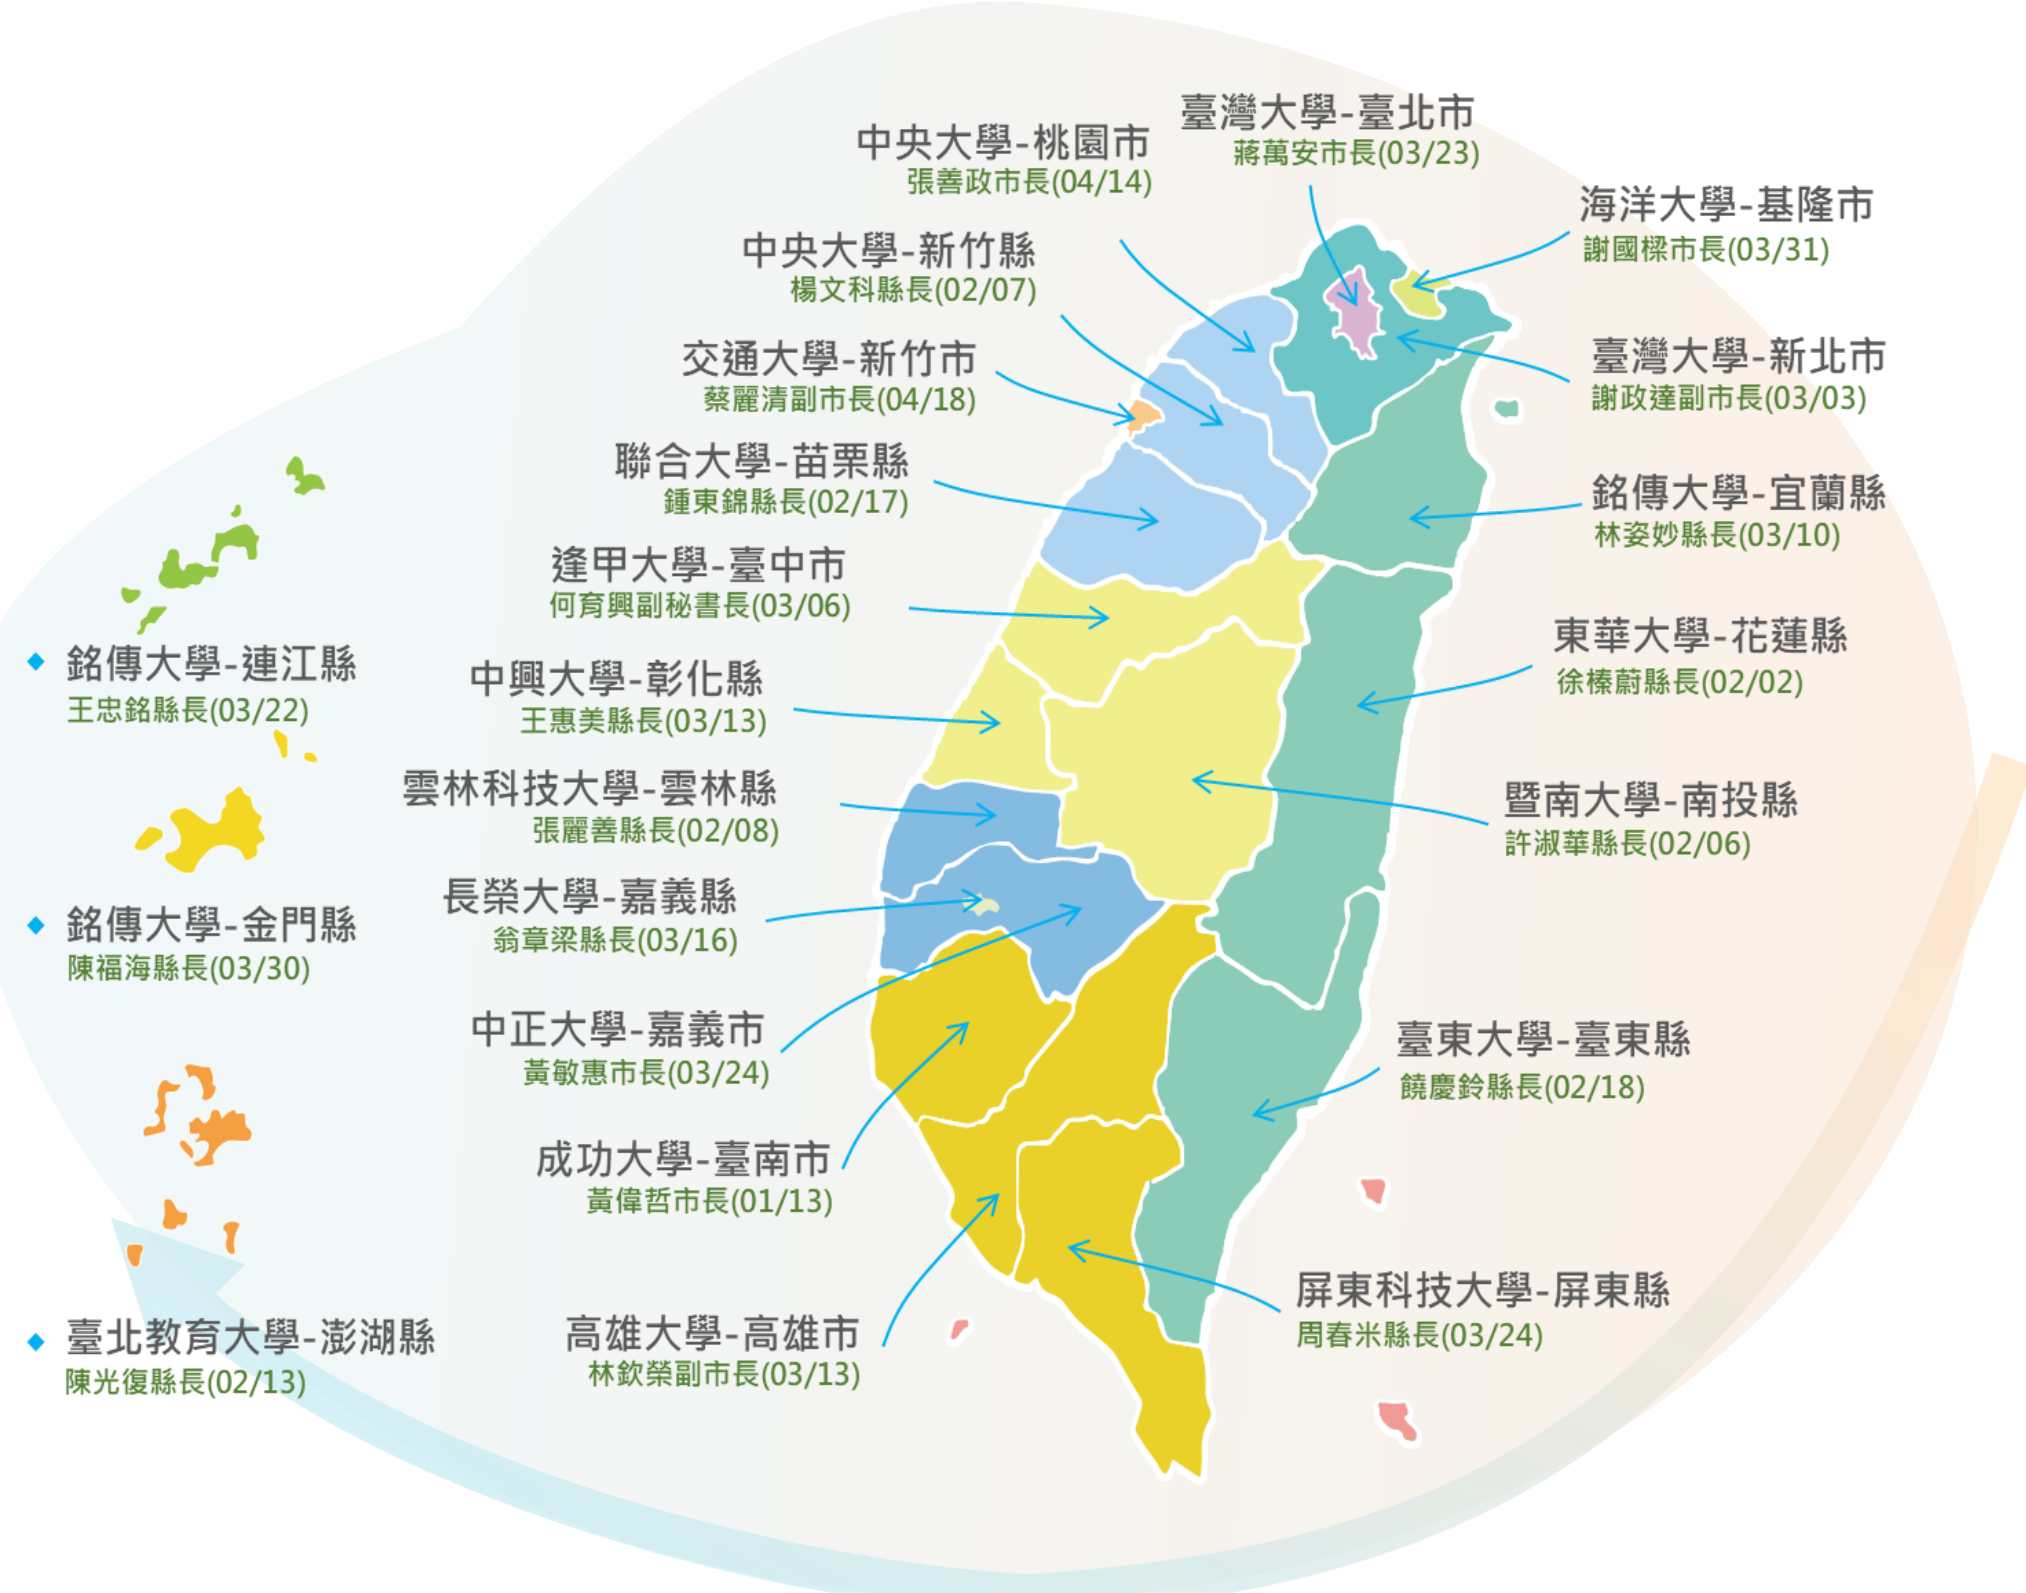 臺灣大學-臺北市
蔣萬安市長(03/23)
中央大學-桃園市
張善政市長(04/14)
海洋大學-基隆市
謝國樑市長(03/31)
中央大學-新竹縣
楊文科縣長(02/07)
臺灣大學-新北市
謝政達副市長(03/03)
交通大學-新竹市
蔡麗清副市長(04/18)
聯合大學-苗栗縣
鍾東錦縣長(02/17)
銘傳大學-宜蘭縣
林姿妙縣長(03/10)
逢甲大學-臺中市
何育興副秘書長(03/06)
東華大學-花蓮縣
徐榛蔚縣長(02/02)
銘傳大學-連江縣
王忠銘縣長(03/22)
中興大學-彰化縣
王惠美縣長(03/13)
雲林科技大學-雲林縣
張麗善縣長(02/08)
暨南大學-南投縣
許淑華縣長(02/06)
長榮大學-嘉義縣
翁章梁縣長(03/16)
銘傳大學-金門縣
陳福海縣長(03/30)
中正大學-嘉義市
黃敏惠市長(03/24)
臺東大學-臺東縣
饒慶鈴縣長(02/18)
成功大學-臺南市
黃偉哲市長(01/13)
屏東科技大學-屏東縣
周春米縣長(03/24)
高雄大學-高雄市
林欽榮副市長(03/13)
臺北教育大學-澎湖縣
陳光復縣長(02/13)